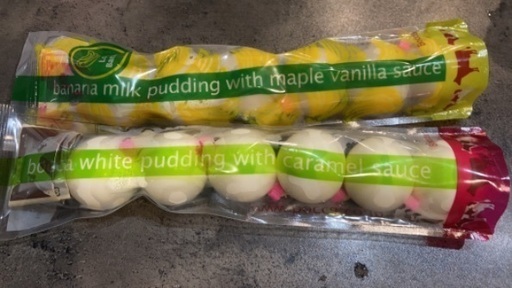 banana milk pudding with maple vanilla sauce
white pudding with caramel sauce